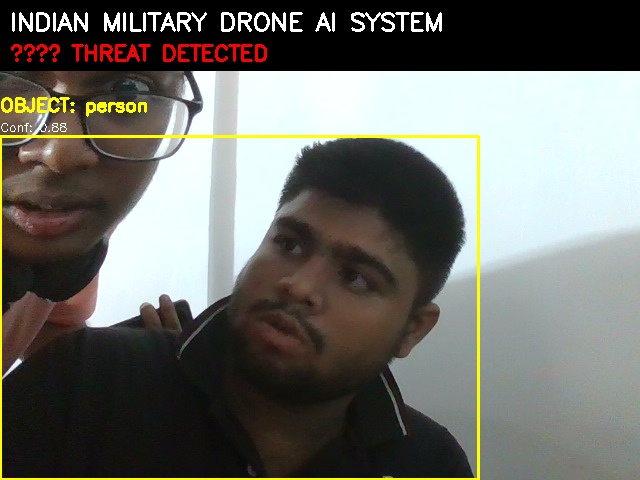 INDIAN MILITARY DRONE AI SYSTEM
???? THREAT DETECTED
OBJECT: person
Conf: 0.88